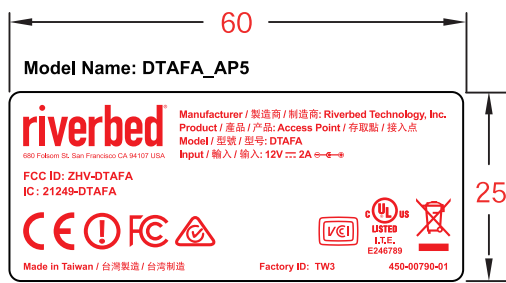 60
Model Name: DTAFA_AP5
riverbed
680 Folsom St. San Francisco CA 94107 USA
Manufacturer / 製造商 / 制造商: Riverbed Technology, Inc.
Product / 產品 / 产品: Access Point / 存取點 / 接入点
Model / 型號 / 型号: DTAFA
Input / 輸入 / 输入: 12V 2A
FCC ID: ZHV-DTAFA
IC: 21249-DTAFA
25
CE FC VCI
c UL us
LISTED
I.T.E.
E246789
Made in Taiwan / 台灣製造 / 台湾制造
Factory ID: TW3
450-00790-01